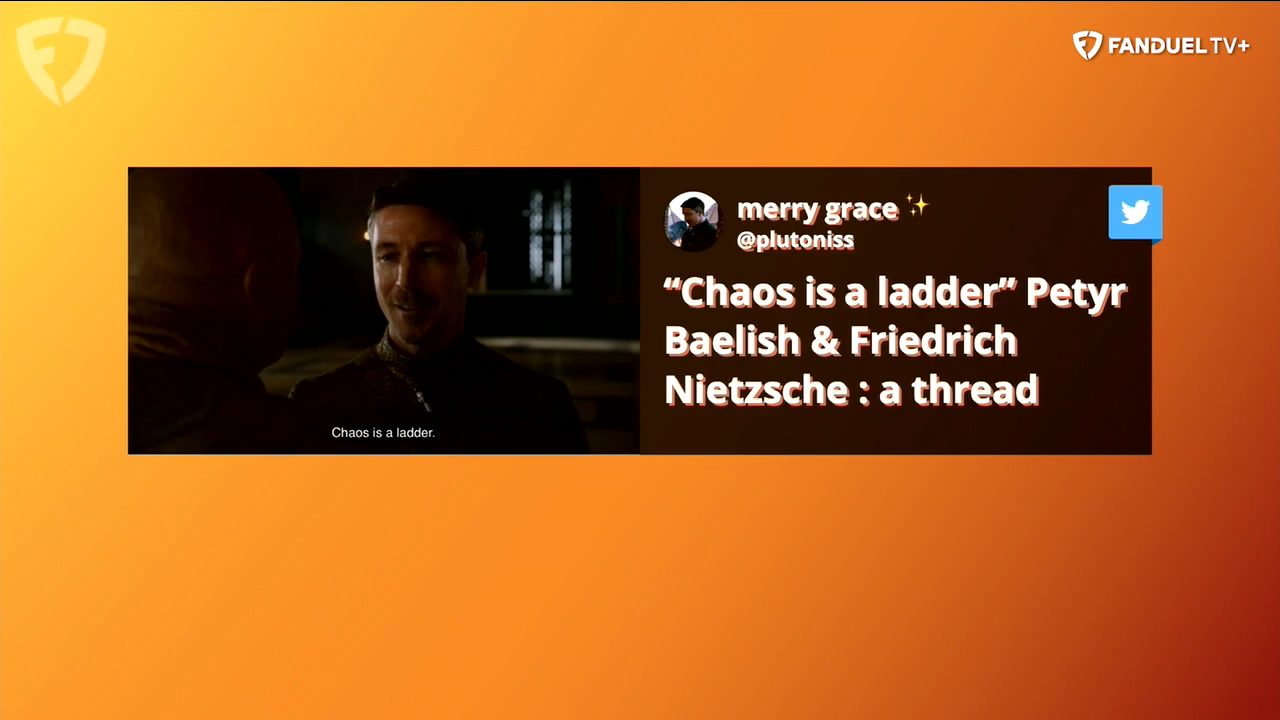 FANDUEL TV+
merry grace ✨
@plutoniss
“Chaos is a ladder” Petyr
Baelish & Friedrich
Nietzsche : a thread
Chaos is a ladder.